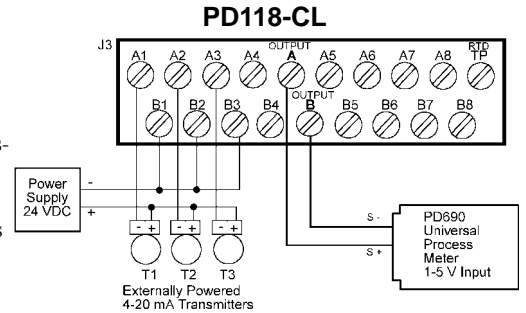 PD118-CL
J3
A1 A2 A3 A4 OUTPUT A A5 A6 A7 A8 RTD TP
B1 B2 B3 B4 OUTPUT B B5 B6 B7 B8
Power
Supply
24 VDC
-
+
- + - + - +
T1 T2 T3
Externally Powered
4-20 mA Transmitters
S -
S +
PD690
Universal
Process
Meter
1-5 V Input